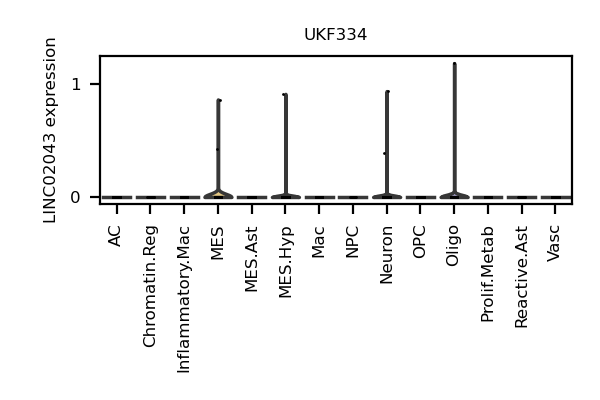 UKF334
LINC02043 expression
1
0
AC
Chromatin.Reg
Inflammatory.Mac
MES
MES.Ast
MES.Hyp
Mac
NPC
Neuron
OPC
Oligo
Prolif.Metab
Reactive.Ast
Vasc